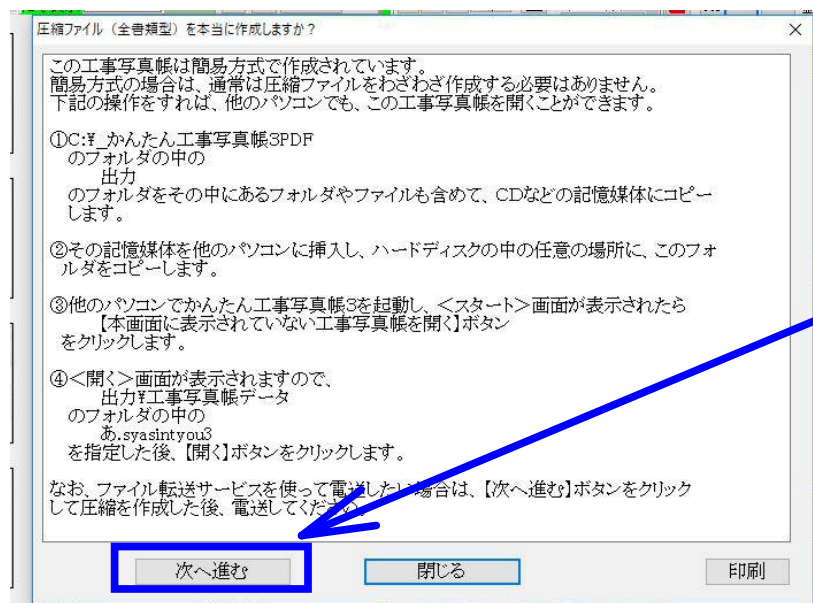 圧縮ファイル（全書類型）を本当に作成しますか？
この工事写真帳は簡易方式で作成されています。
簡易方式の場合は、通常は圧縮ファイルをわざわざ作成する必要はありません。
下記の操作をすれば、他のパソコンでも、この工事写真帳を開くことができます。
①C:¥_かんたん工事写真帳3PDF
のフォルダの中の
出力
のフォルダをその中にあるフォルダやファイルも含めて、CDなどの記憶媒体にコピー
します。
②その記憶媒体を他のパソコンに挿入し、ハードディスクの中の任意の場所に、このフォ
ルダをコピーします。
③他のパソコンでかんたん工事写真帳3を起動し、＜スタート＞画面が表示されたら
【本画面に表示されていない工事写真帳を開く】ボタン
をクリックします。
④＜開く＞画面が表示されますので、
出力¥工事写真帳データ
のフォルダの中の
あ.syasintyou3
を指定した後、【開く】ボタンをクリックします。
なお、ファイル転送サービスを使って電送したい場合は、【次へ進む】ボタンをクリック
して圧縮を作成した後、電送してください。
次へ進む
閉じる
印刷